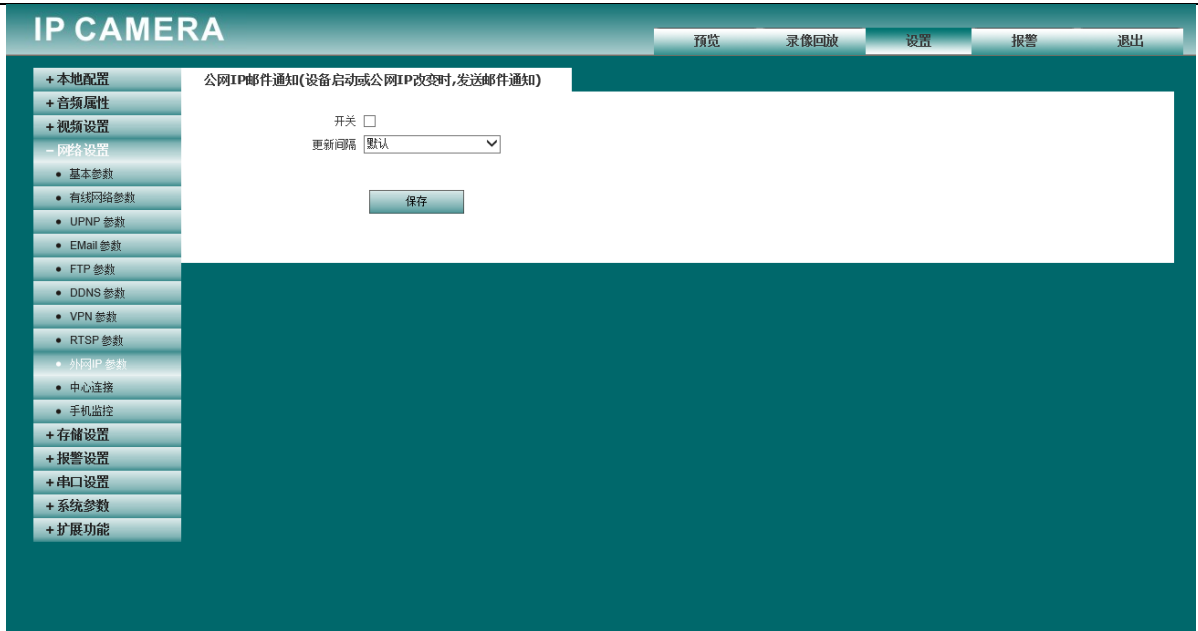 IP CAMERA
预览 录像回放 设置 报警 退出
+本地配置
公网IP邮件通知(设备启动或公网IP改变时,发送邮件通知)
+音频属性
+视频设置
开关
更新间隔 默认
保存
-网络设置
• 基本参数
• 有线网络参数
• UPNP 参数
• EMail 参数
• FTP 参数
• DDNS 参数
• VPN 参数
• RTSP 参数
• 外网IP 参数
• 中心连接
• 手机监控
+存储设置
+报警设置
+串口设置
+系统参数
+扩展功能